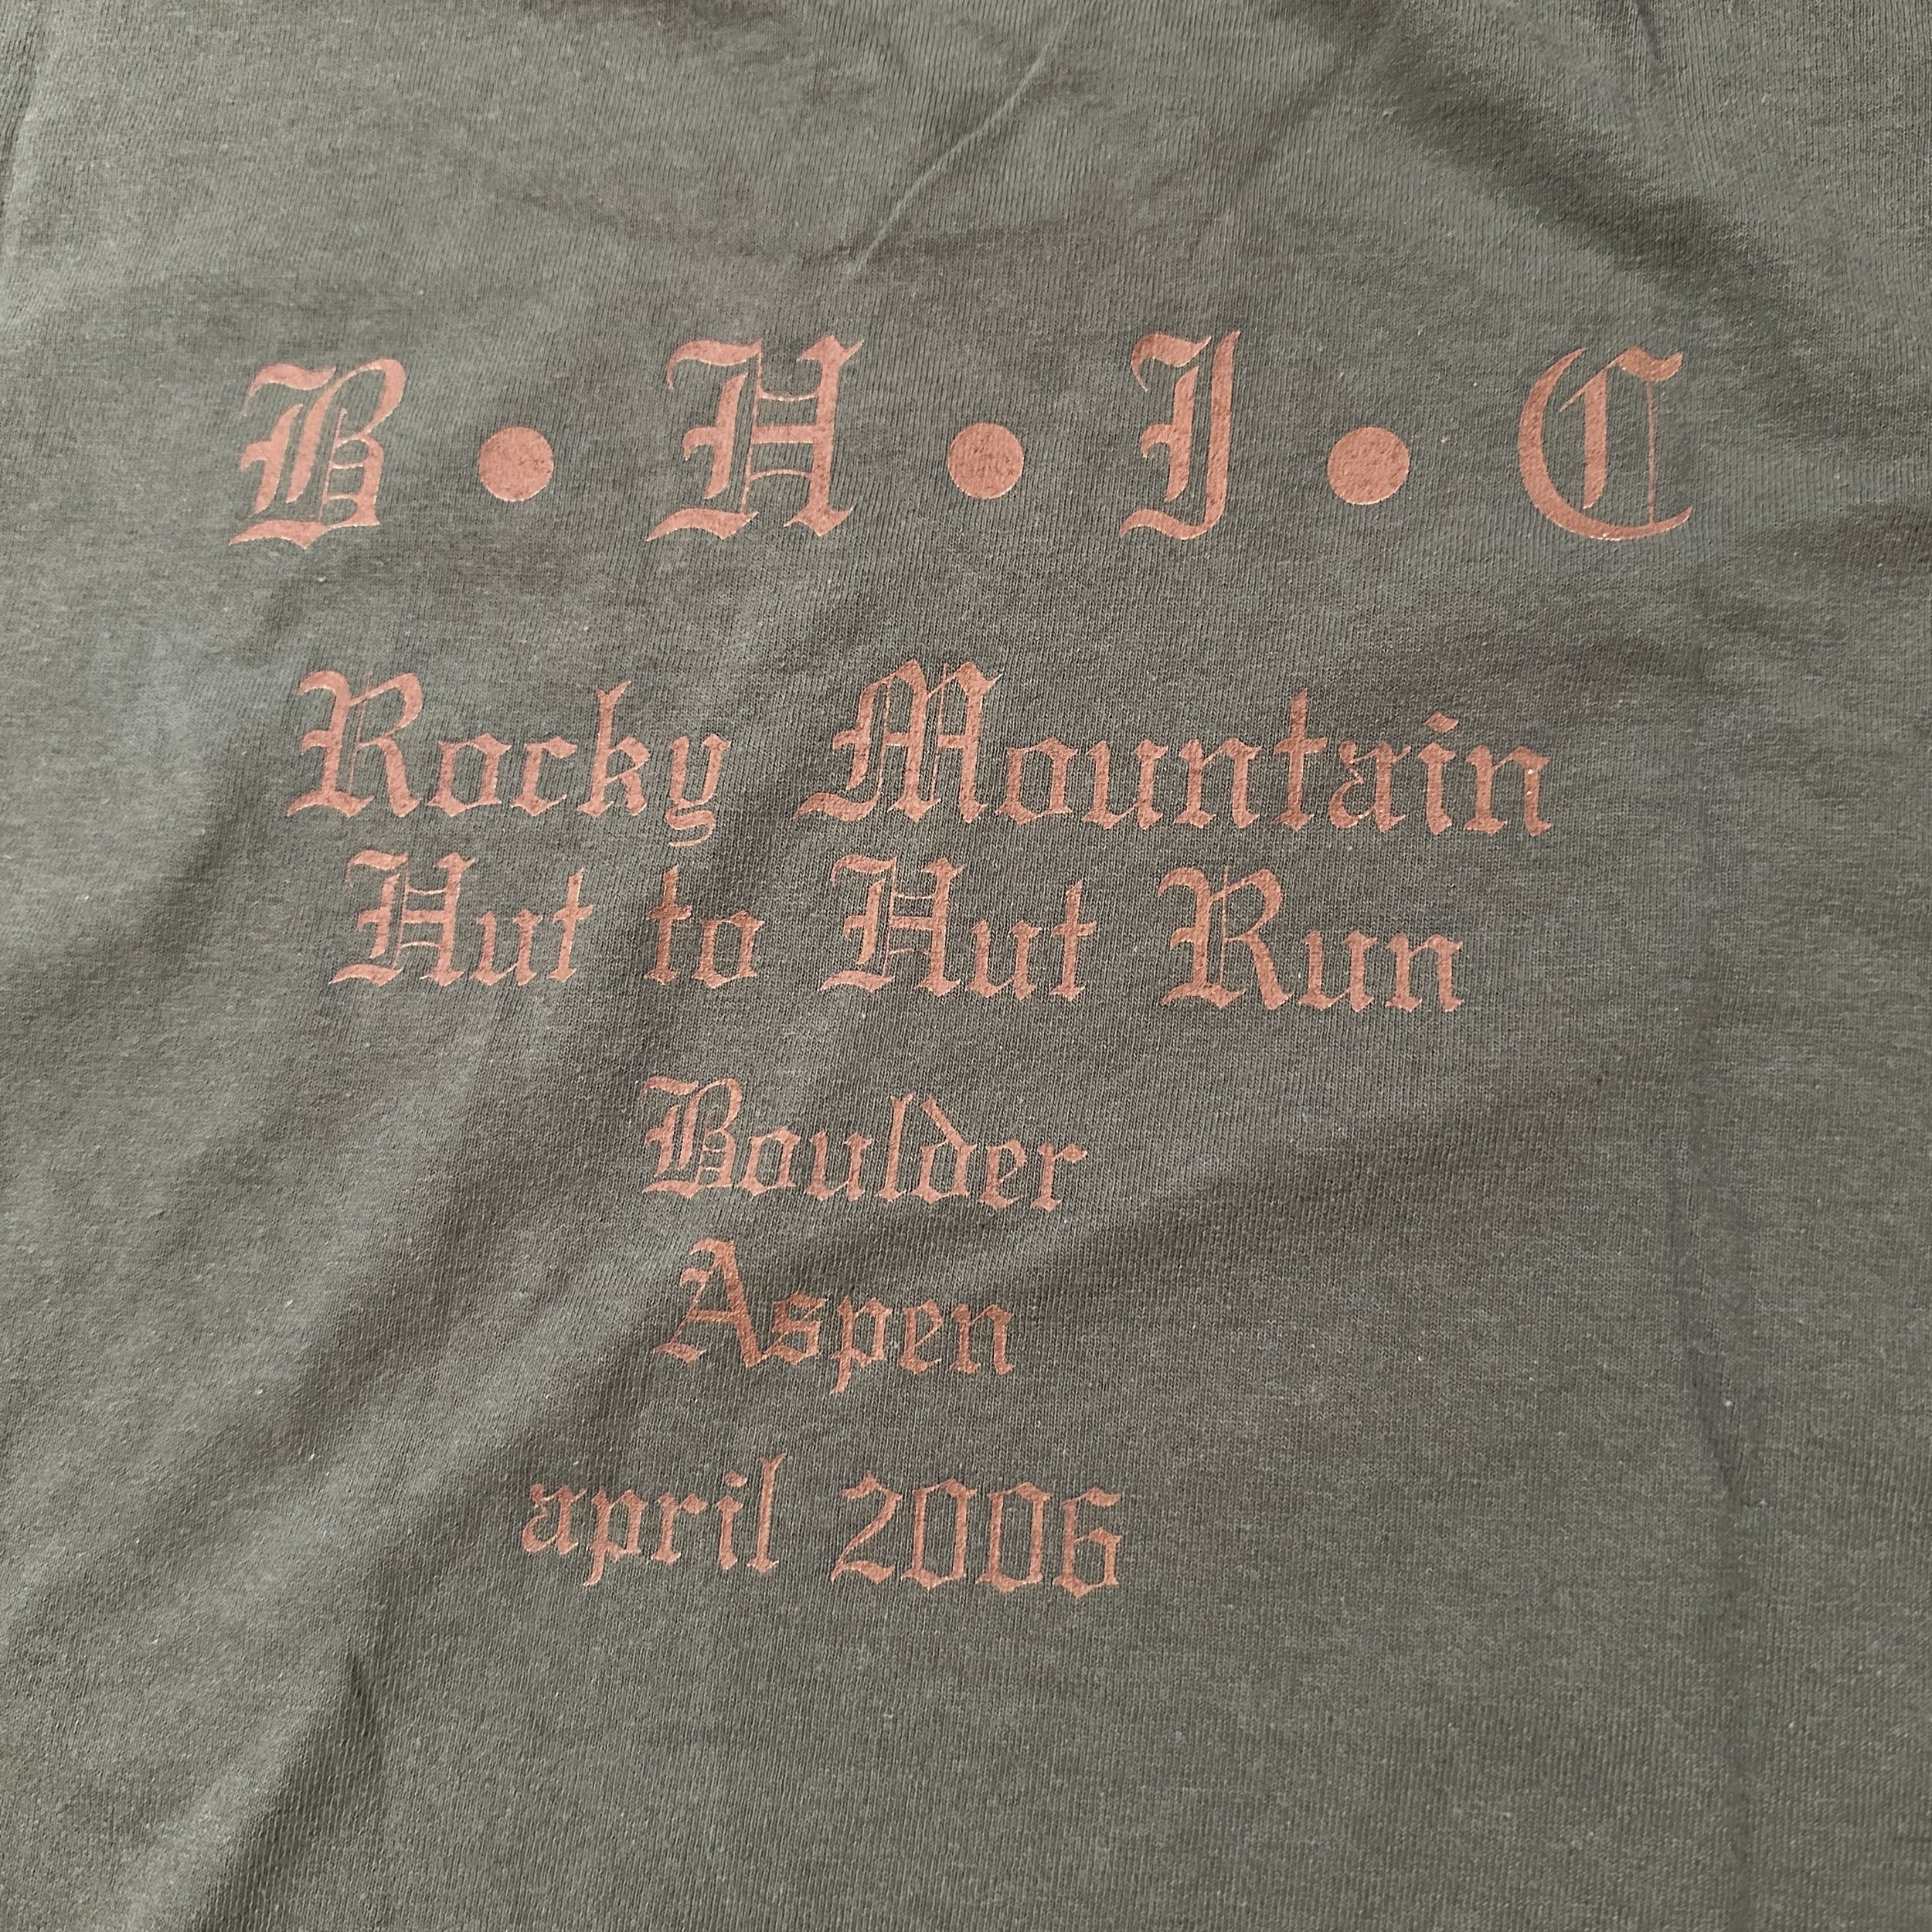 B • H • I • C
Rocky Mountain
Hut to Hut Run
Boulder
Aspen
april 2006